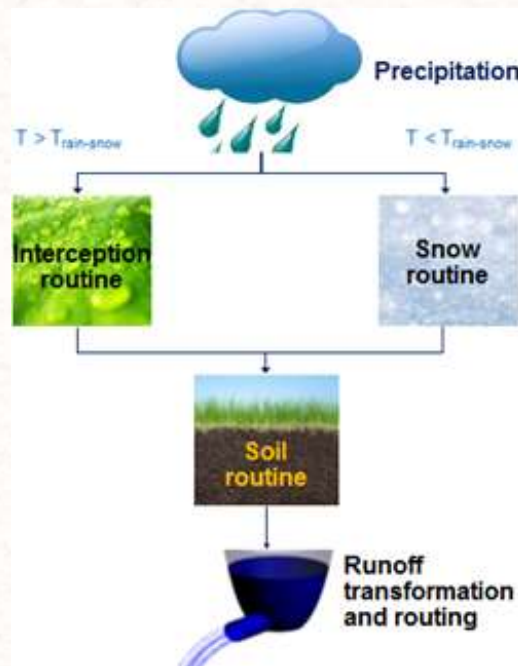 Precipitation
T > Train-snow
T < Train-snow
Interception
routine
Snow
routine
Soil
routine
Runoff
transformation
and routing